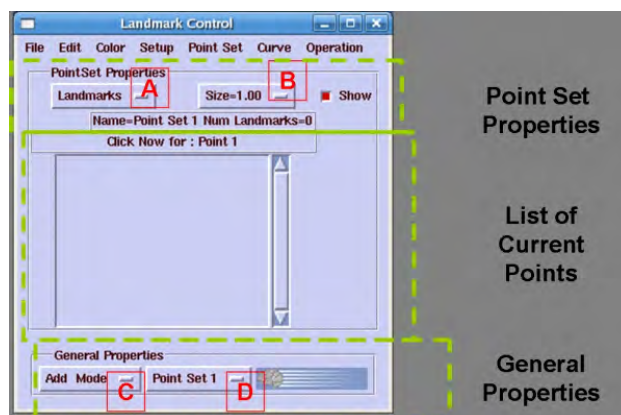 Landmark Control
File Edit Color Setup Point Set Curve Operation
PointSet Properties
Landmarks A Size=1.00 B Show
Name=Point Set 1 Num Landmarks=0
Click Now for : Point 1
General Properties
Add Mode C Point Set 1 D
Point Set
Properties
List of
Current
Points
General
Properties